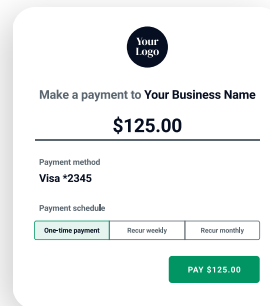 Your
Logo
Make a payment to Your Business Name
$125.00
Payment method
Visa *2345
Payment schedule
One-time payment Recur weekly Recur monthly
PAY $125.00